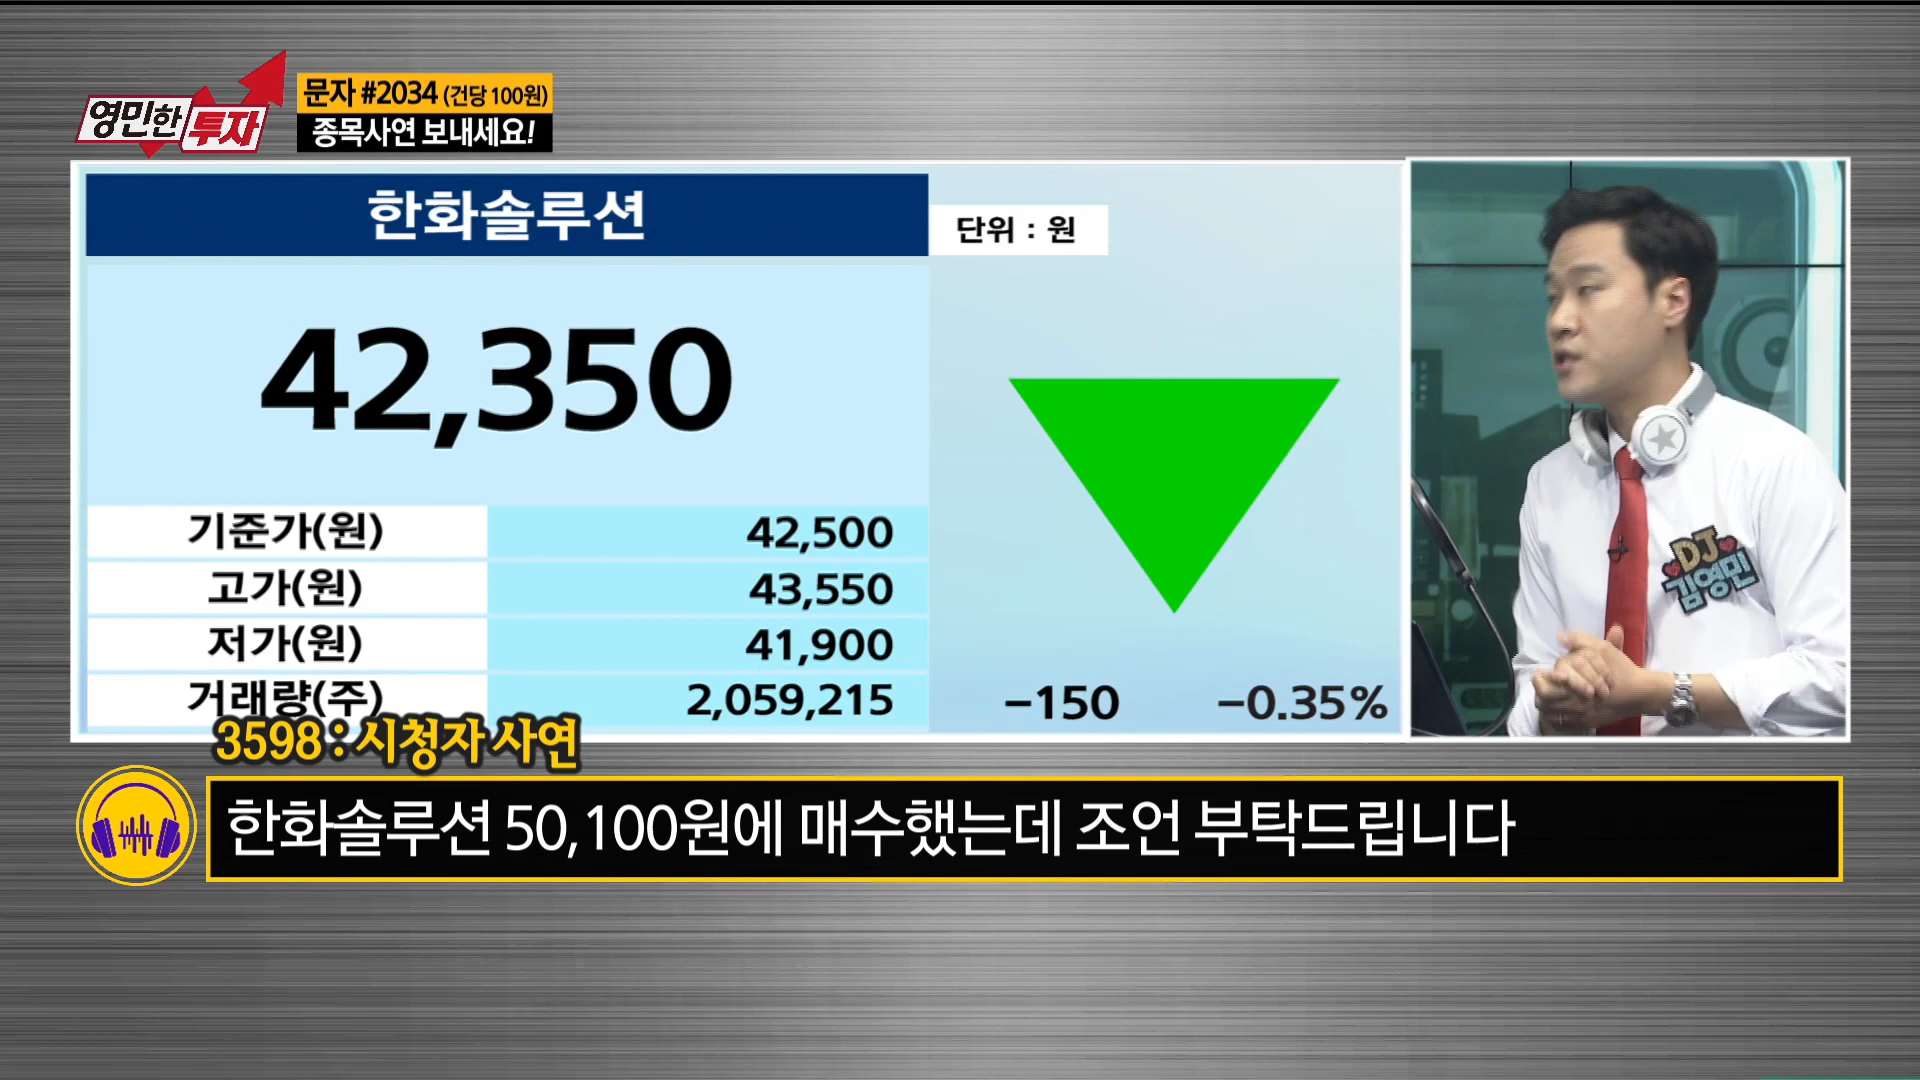 영민한 투자
문자 #2034 (건당 100원)
종목사연 보내세요!
한화솔루션
단위 : 원
42,350
기준가(원) 42,500
고가(원) 43,550
저가(원) 41,900
거래량(주) 2,059,215
-150 -0.35%
DJ
김영민
3598 : 시청자 사연
한화솔루션 50,100원에 매수했는데 조언 부탁드립니다